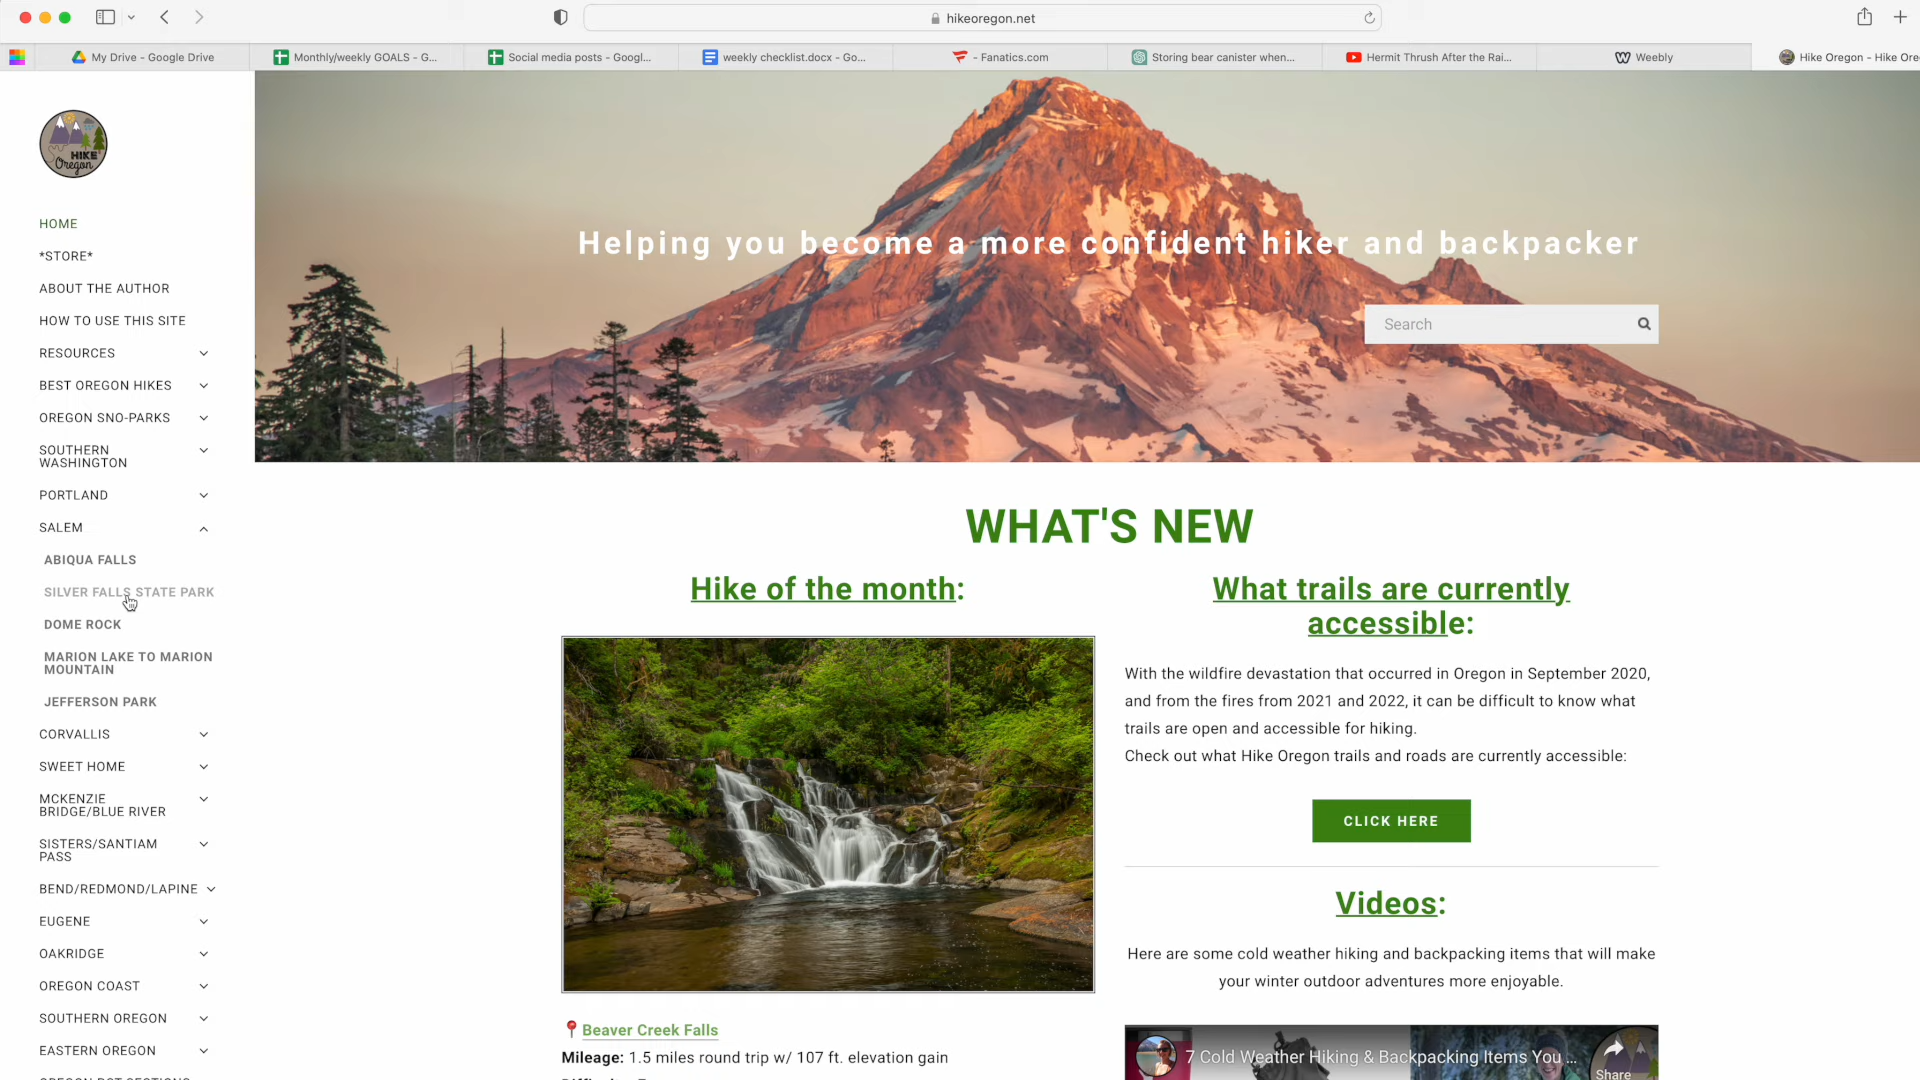 hikeoregon.net
My Drive - Google Drive
Monthly/weekly GOALS - G...
Social media posts - Googl...
weekly checklist.docx - Go...
- Fanatics.com
Storing bear canister when...
Hermit Thrush After the Rai...
Weebly
Hike Oregon - Hike Ore
HIKE
Oregon
HOME
*STORE*
ABOUT THE AUTHOR
HOW TO USE THIS SITE
RESOURCES
BEST OREGON HIKES
OREGON SNO-PARKS
SOUTHERN
WASHINGTON
PORTLAND
SALEM
ABIQUA FALLS
SILVER FALLS STATE PARK
DOME ROCK
MARION LAKE TO MARION
MOUNTAIN
JEFFERSON PARK
CORVALLIS
SWEET HOME
MCKENZIE
BRIDGE/BLUE RIVER
SISTERS/SANTIAM
PASS
BEND/REDMOND/LAPINE
EUGENE
OAKRIDGE
OREGON COAST
SOUTHERN OREGON
EASTERN OREGON
Helping you become a more confident hiker and backpacker
Search
WHAT'S NEW
Hike of the month:
Beaver Creek Falls
Mileage: 1.5 miles round trip w/ 107 ft. elevation gain
What trails are currently
accessible:
With the wildfire devastation that occurred in Oregon in September 2020,
and from the fires from 2021 and 2022, it can be difficult to know what
trails are open and accessible for hiking.
Check out what Hike Oregon trails and roads are currently accessible:
CLICK HERE
Videos:
Here are some cold weather hiking and backpacking items that will make
your winter outdoor adventures more enjoyable.
7 Cold Weather Hiking & Backpacking Items You ...
Share